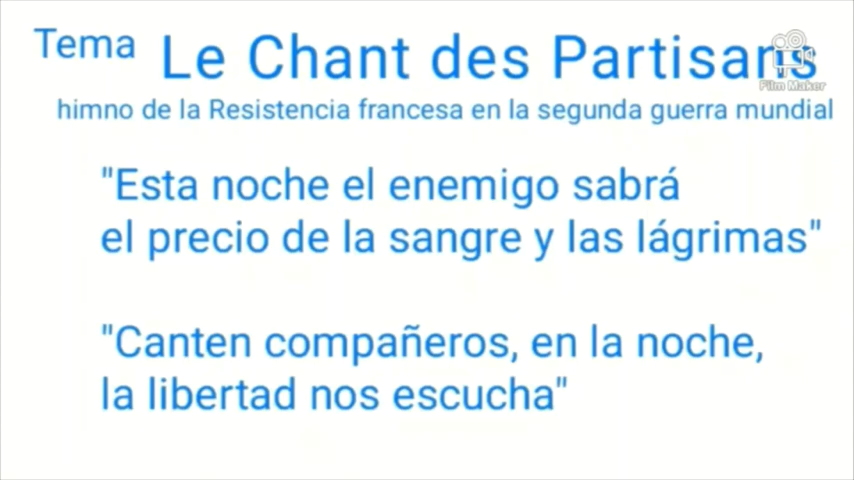 Tema Le Chant des Partisans
Film Maker
himno de la Resistencia francesa en la segunda guerra mundial
"Esta noche el enemigo sabrá
el precio de la sangre y las lágrimas"
"Canten compañeros, en la noche,
la libertad nos escucha"